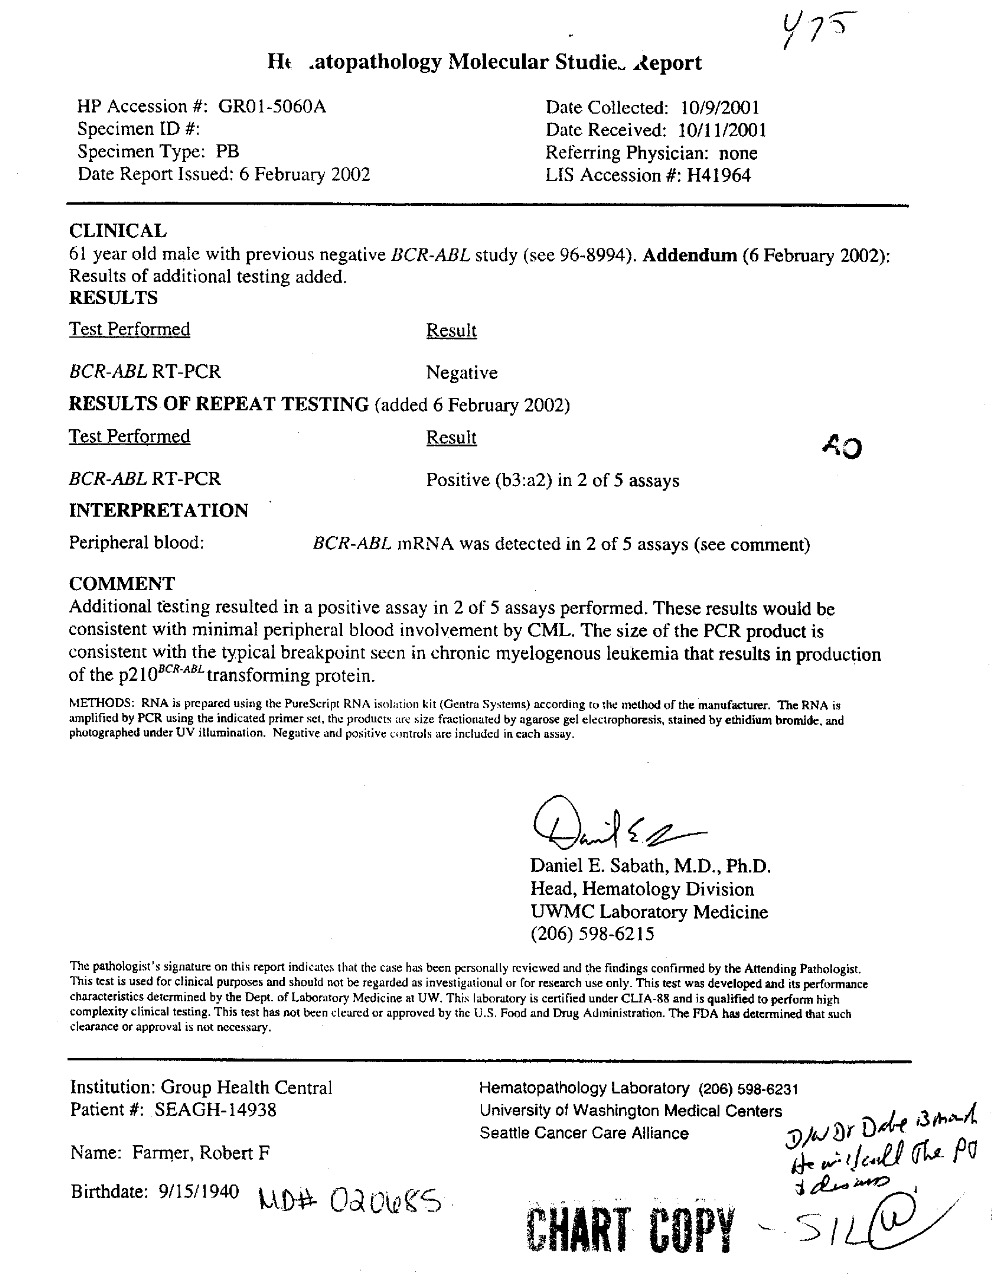 475
Ht .atopathology Molecular Studie. Report
HP Accession #: GR01-5060A
Specimen ID #:
Specimen Type: PB
Date Report Issued: 6 February 2002
Date Collected: 10/9/2001
Date Received: 10/11/2001
Referring Physician: none
LIS Accession #: H41964
CLINICAL
61 year old male with previous negative BCR-ABL study (see 96-8994). Addendum (6 February 2002):
Results of additional testing added.
RESULTS
Test Performed Result
BCR-ABL RT-PCR Negative
RESULTS OF REPEAT TESTING (added 6 February 2002)
Test Performed Result
BCR-ABL RT-PCR Positive (b3:a2) in 2 of 5 assays
INTERPRETATION
Peripheral blood: BCR-ABL mRNA was detected in 2 of 5 assays (see comment)
COMMENT
Additional testing resulted in a positive assay in 2 of 5 assays performed. These results would be
consistent with minimal peripheral blood involvement by CML. The size of the PCR product is
consistent with the typical breakpoint seen in chronic myelogenous leukemia that results in production
of the p210BCR-ABL transforming protein.
METHODS: RNA is prepared using the PureScript RNA isolation kit (Gentra Systems) according to the method of the manufacturer. The RNA is
amplified by PCR using the indicated primer set, the products are size fractionated by agarose gel electrophoresis, stained by ethidium bromide, and
photographed under UV illumination. Negative and positive controls are included in each assay.
Daniel E. Sabath, M.D., Ph.D.
Head, Hematology Division
UWMC Laboratory Medicine
(206) 598-6215
The pathologist's signature on this report indicates that the case has been personally reviewed and the findings confirmed by the Attending Pathologist.
This test is used for clinical purposes and should not be regarded as investigational or for research use only. This test was developed and its performance
characteristics determined by the Dept. of Laboratory Medicine at UW. This laboratory is certified under CLIA-88 and is qualified to perform high
complexity clinical testing. This test has not been cleared or approved by the U.S. Food and Drug Administration. The FDA has determined that such
clearance or approval is not necessary.
Institution: Group Health Central
Patient #: SEAGH-14938
Name: Farmer, Robert F
Birthdate: 9/15/1940
MD# 020685
Hematopathology Laboratory (206) 598-6231
University of Washington Medical Centers
Seattle Cancer Care Alliance
D/W Dr
He will call the
CHART COPY